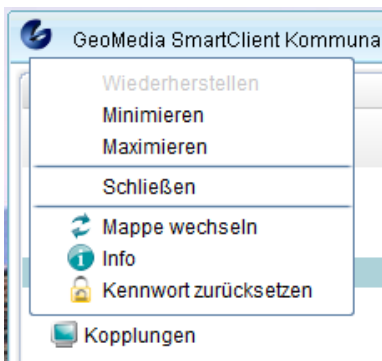 GeoMedia SmartClient Kommuna
Wiederherstellen
Minimieren
Maximieren
Schließen
Mappe wechseln
Info
Kennwort zurücksetzen
Kopplungen